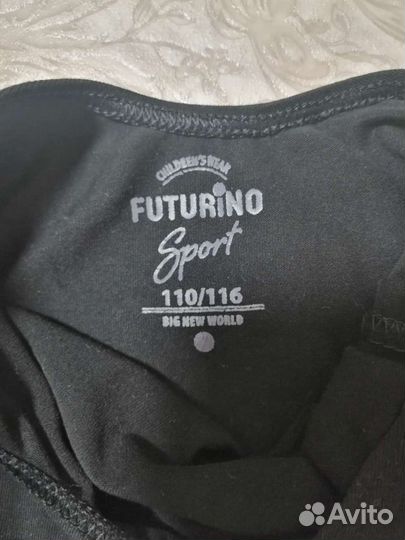 CHILDREN'S WEAR
FUTURiNO
Sport
110/116
BIG NEW WORLD
Avito